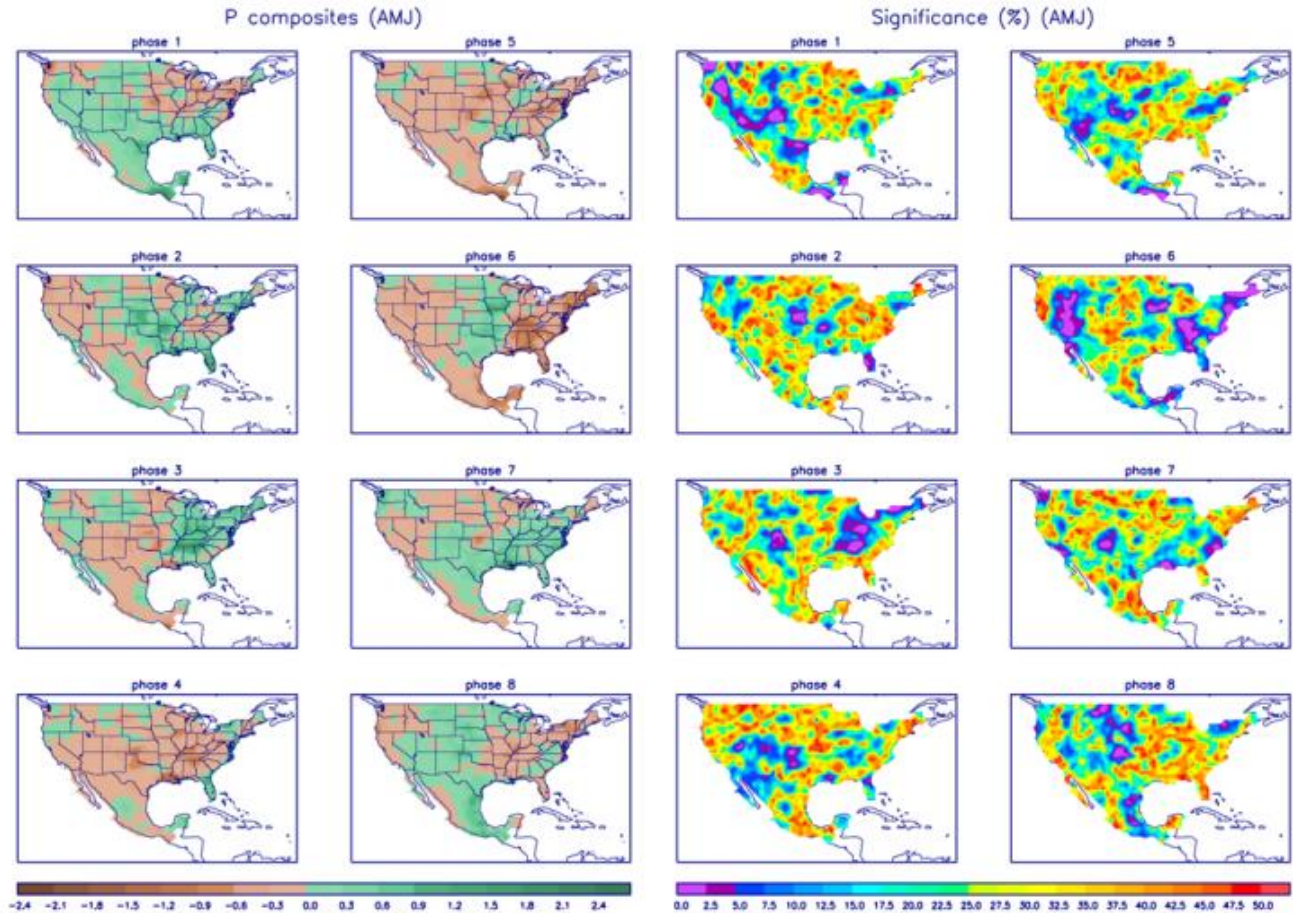 P composites (AMJ)
Significance (%) (AMJ)
phase 1
phase 5
phase 1
phase 5
phase 2
phase 6
phase 2
phase 6
phase 3
phase 7
phase 3
phase 7
phase 4
phase 8
phase 4
phase 8
-2.4 -2.1 -1.8 -1.5 -1.2 -0.9 -0.6 -0.3 0.0 0.3 0.6 0.9 1.2 1.5 1.8 2.1 2.4
0.0 2.5 5.0 7.5 10.0 12.5 15.0 17.5 20.0 22.5 25.0 27.5 30.0 32.5 35.0 37.5 40.0 42.5 45.0 47.5 50.0